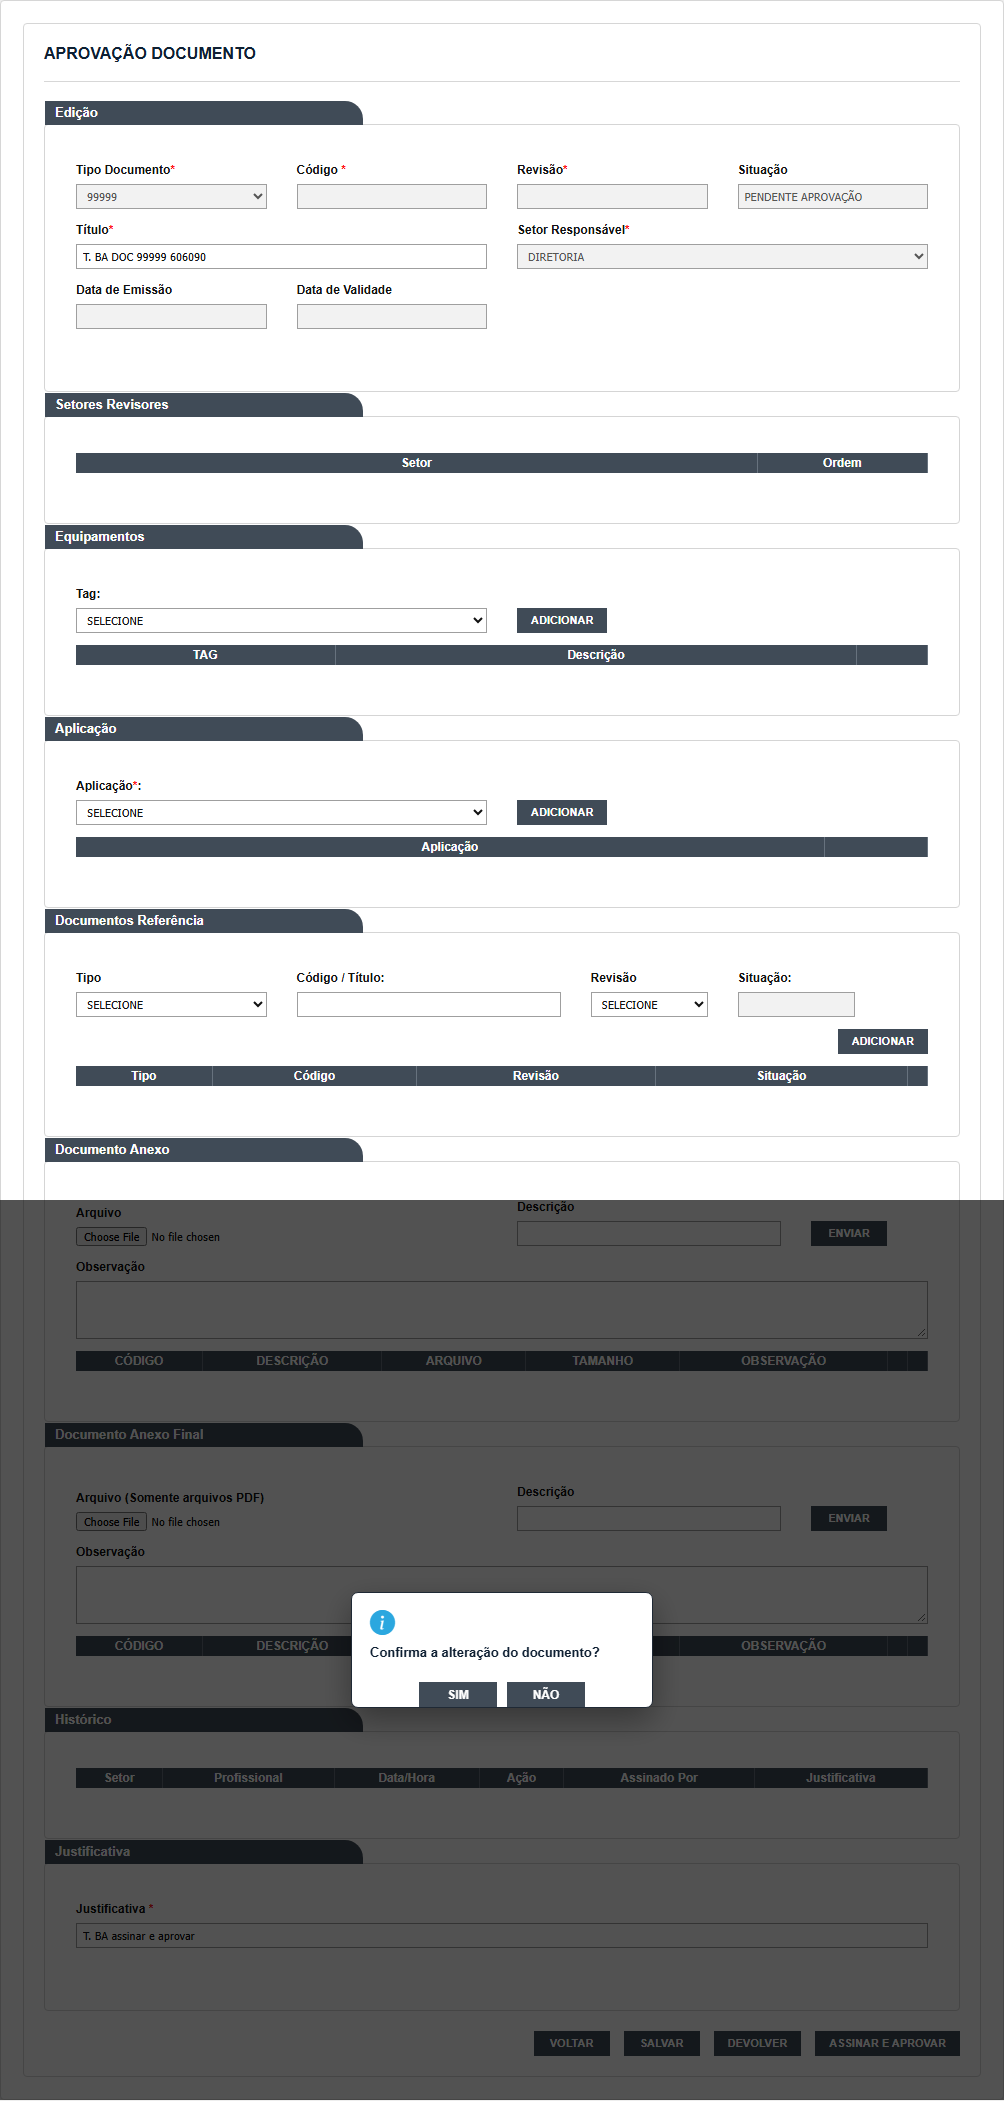 APROVAÇÃO DOCUMENTO
Edição
Tipo Documento* Código * Revisão* Situação
99999 PENDENTE APROVAÇÃO
Título* Setor Responsável*
T. BA DOC 99999 606090 DIRETORIA
Data de Emissão Data de Validade
Setores Revisores
Setor Ordem
Equipamentos
Tag:
SELECIONE ADICIONAR
TAG Descrição
Aplicação
Aplicação*:
SELECIONE ADICIONAR
Aplicação
Documentos Referência
Tipo Código / Título: Revisão Situação:
SELECIONE SELECIONE
ADICIONAR
Tipo Código Revisão Situação
Documento Anexo
Arquivo Descrição
Choose File No file chosen ENVIAR
Observação
CÓDIGO DESCRIÇÃO ARQUIVO TAMANHO OBSERVAÇÃO
Documento Anexo Final
Arquivo (Somente arquivos PDF) Descrição
Choose File No file chosen ENVIAR
Observação
CÓDIGO DESCRIÇÃO OBSERVAÇÃO
i
Confirma a alteração do documento?
SIM NÃO
Histórico
Setor Profissional Data/Hora Ação Assinado Por Justificativa
Justificativa
Justificativa *
T. BA assinar e aprovar
VOLTAR SALVAR DEVOLVER ASSINAR E APROVAR